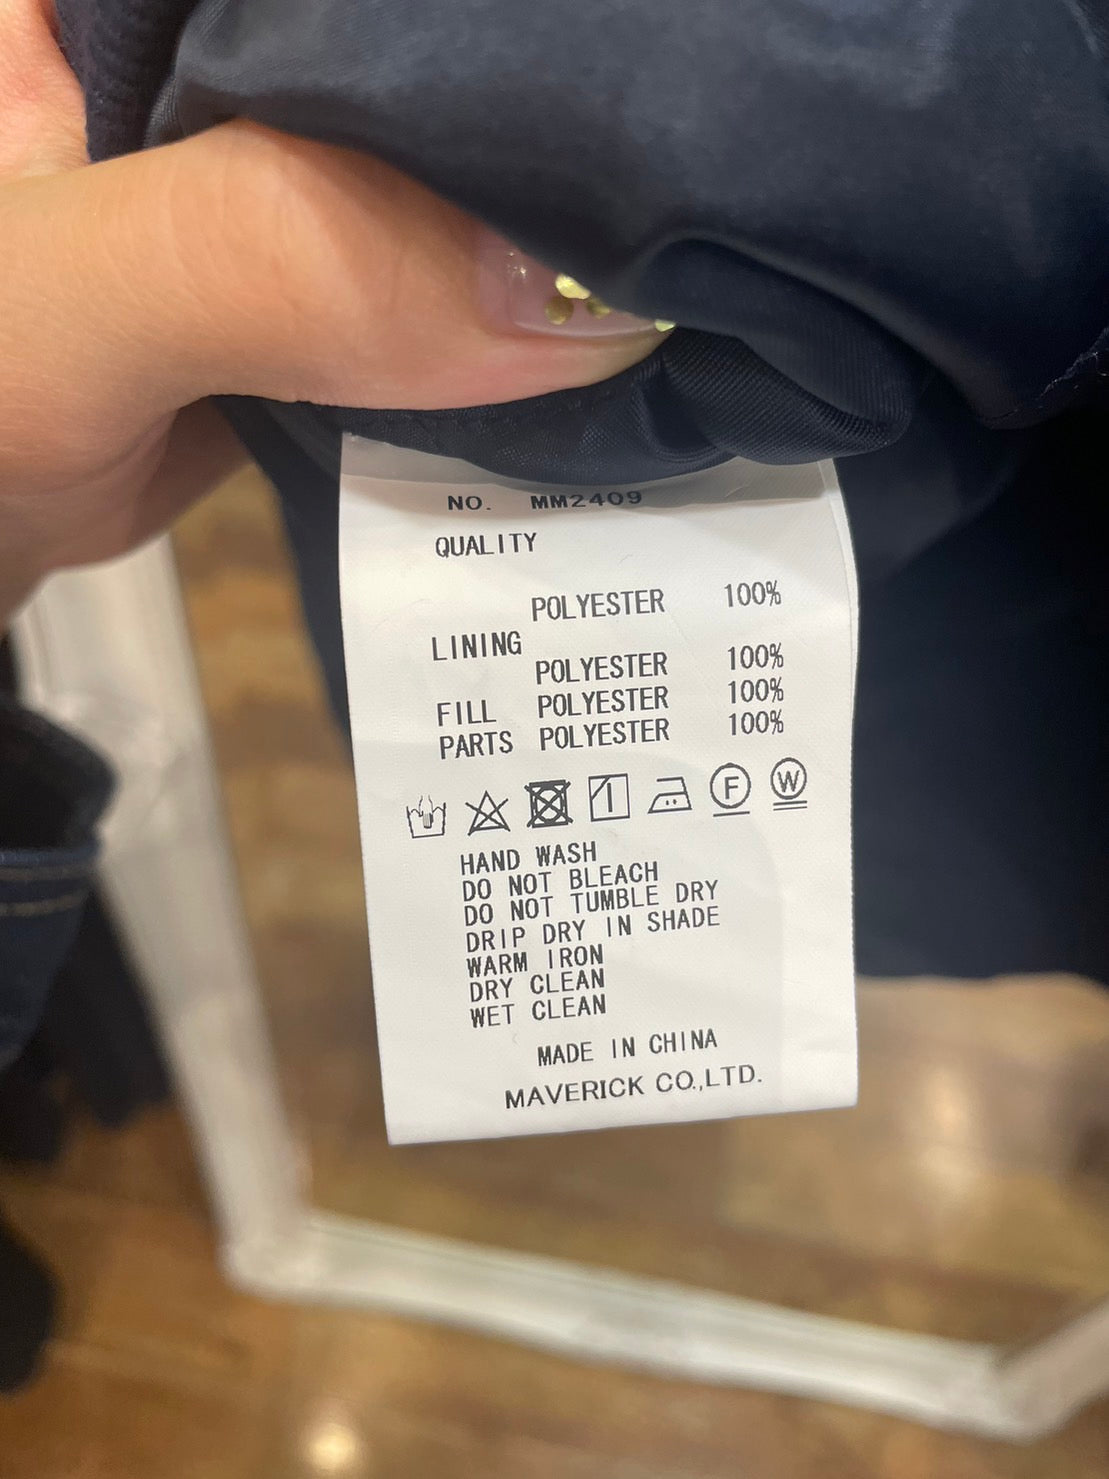 NO. MM2409
QUALITY
POLYESTER 100%
LINING
POLYESTER 100%
FILL POLYESTER 100%
PARTS POLYESTER 100%
F W
HAND WASH
DO NOT BLEACH
DO NOT TUMBLE DRY
DRIP DRY IN SHADE
WARM IRON
DRY CLEAN
WET CLEAN
MADE IN CHINA
MAVERICK CO.,LTD.